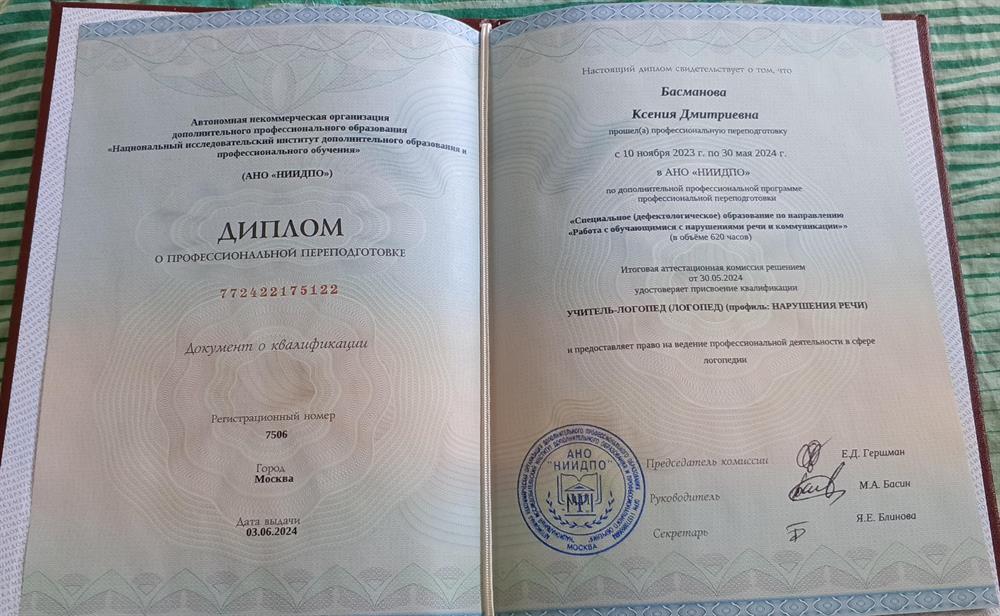 Автономная некоммерческая организация
дополнительного профессионального образования
«Национальный исследовательский институт дополнительного образования и
профессионального обучения»
(АНО «НИИДПО»)
ДИПЛОМ
О ПРОФЕССИОНАЛЬНОЙ ПЕРЕПОДГОТОВКЕ
772422175122
Документ о квалификации
Регистрационный номер
7506
Город
Москва
Дата выдачи
03.06.2024
Настоящий диплом свидетельствует о том, что
Басманова
Ксения Дмитриевна
прошел(а) профессиональную переподготовку
с 10 ноября 2023 г. по 30 мая 2024 г.
в АНО «НИИДПО»
по дополнительной профессиональной программе
профессиональной переподготовки
«Специальное (дефектологическое) образование по направлению
«Работа с обучающимися с нарушениями речи и коммуникации»»
(в объёме 620 часов)
Итоговая аттестационная комиссия решением
от 30.05.2024
удостоверяет присвоение квалификации
УЧИТЕЛЬ-ЛОГОПЕД (ЛОГОПЕД) (профиль: НАРУШЕНИЯ РЕЧИ)
и предоставляет право на ведение профессиональной деятельности в сфере
логопедии
АНО
"НИИДПО"
МОСКВА
Председатель комиссии Е.Д. Гершман
Руководитель М.А. Басин
Секретарь Я.Е. Блинова